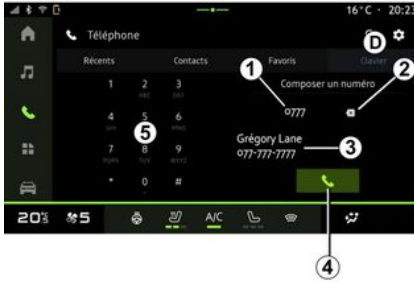 16°C · 20:23
Téléphone
D
Récents
Contacts
Favoris
Clavier
1
2
Composer un numéro
1
2
ABC
3
DEF
0777
4
GHI
5
5
6
MNO
Grégory Lane
077-777-7777
3
7
PQRS
8
TUV
9
WXYZ
*
0
#
20°5
5
A/C
4